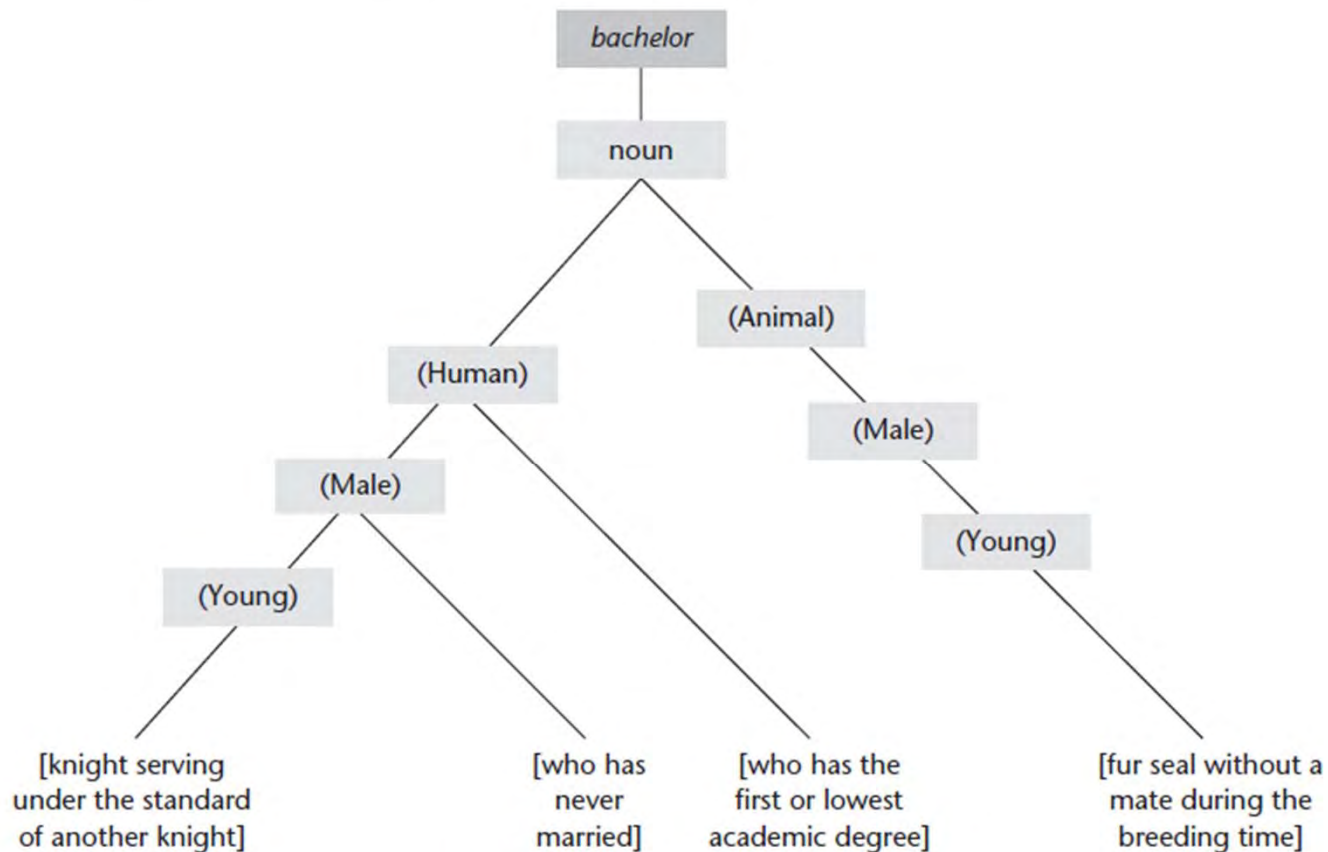 bachelor
noun
(Animal)
(Human)
(Male)
(Male)
(Young)
(Young)
[knight serving
under the standard
of another knight]
[who has
never
married]
[who has the
first or lowest
academic degree]
[fur seal without a
mate during the
breeding time]